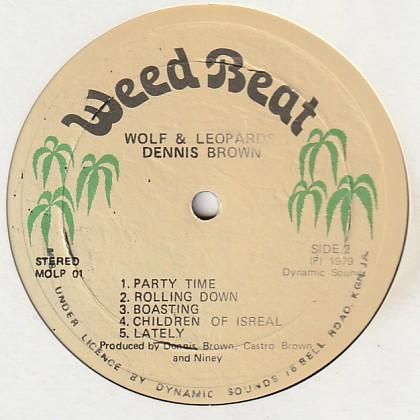 Weed Beat
WOLF & LEOPARDS
DENNIS BROWN
STEREO
MOLP 01
SIDE 2
(P) 1979
Dynamic Sound
1. PARTY TIME
2. ROLLING DOWN
3. BOASTING
4. CHILDREN OF ISREAL
5. LATELY
Produced by Dennis Brown, Castro Brown
and Niney
UNDER LICENCE BY DYNAMIC SOUNDS 16 BELL ROAD, KGN. JA.